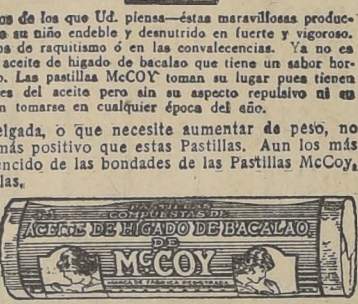 os de los que Ud. piensa—éstas maravillosas produc-
o su niño endeble y desnutrido en fuerte y vigoroso.
os de raquitismo ó en las convalecencias. Ya no es
aceite de higado de bacalao que tiene un sabor hor-
o. Las pastillas McCOY toman su lugar pues tienen
es del aceite pero sin su aspecto repulsivo ni su
n tomarse en cualquier época del año.
elgada, o que necesite aumentar de peso, no
más positivo que estas Pastillas. Aun los más
encido de las bondades de las Pastillas McCoy,
las.
PASTILLAS
COMPUESTAS DE
ACEITE DE HIGADO DE BACALAO
DE
McCOY
MARCA DE FABRICA REGISTRADA